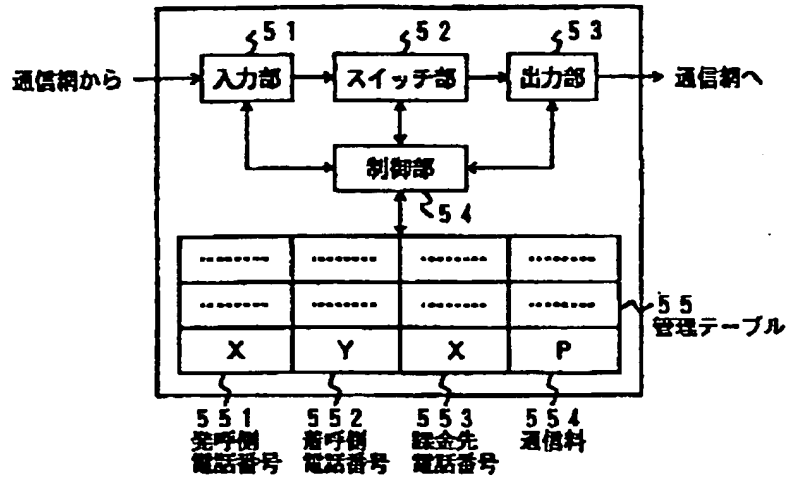 51
52
53
通信網から
入力部
スイッチ部
出力部
通信網へ
制御部
54
55
管理テーブル
X
Y
X
P
551
発呼側
電話番号
552
着呼側
電話番号
553
課金先
電話番号
554
通信料